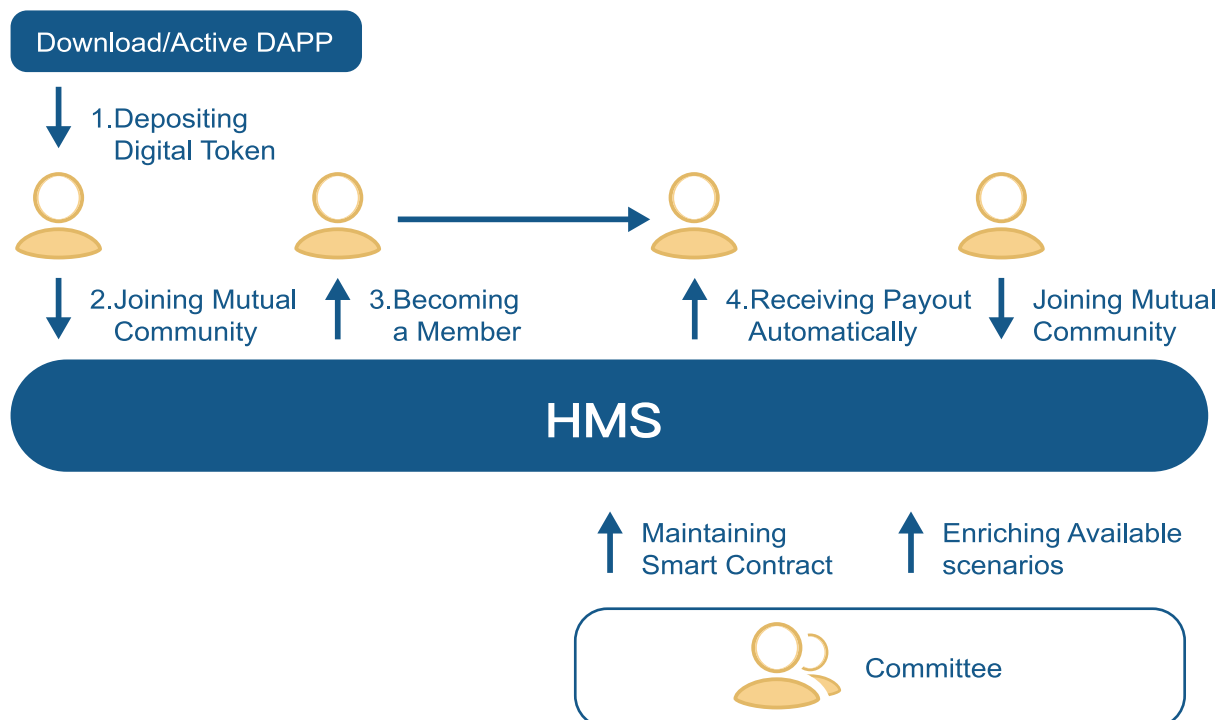 Download/Active DAPP
1.Depositing
Digital Token
2.Joining Mutual
Community
3.Becoming
a Member
4.Receiving Payout
Automatically
Joining Mutual
Community
HMS
Maintaining
Smart Contract
Enriching Available
scenarios
Committee